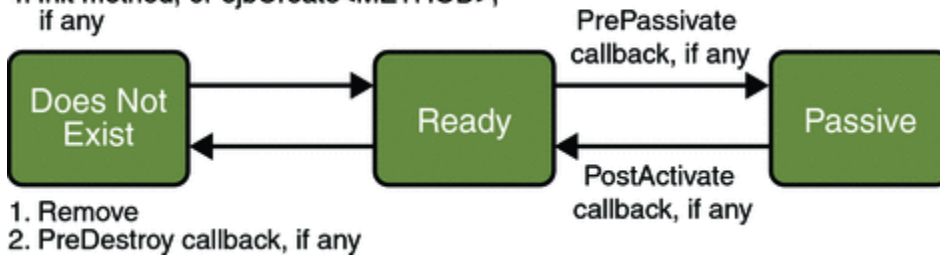 if any
PrePassivate
callback, if any
Does Not
Exist
Ready
Passive
PostActivate
callback, if any
1. Remove
2. PreDestroy callback, if any